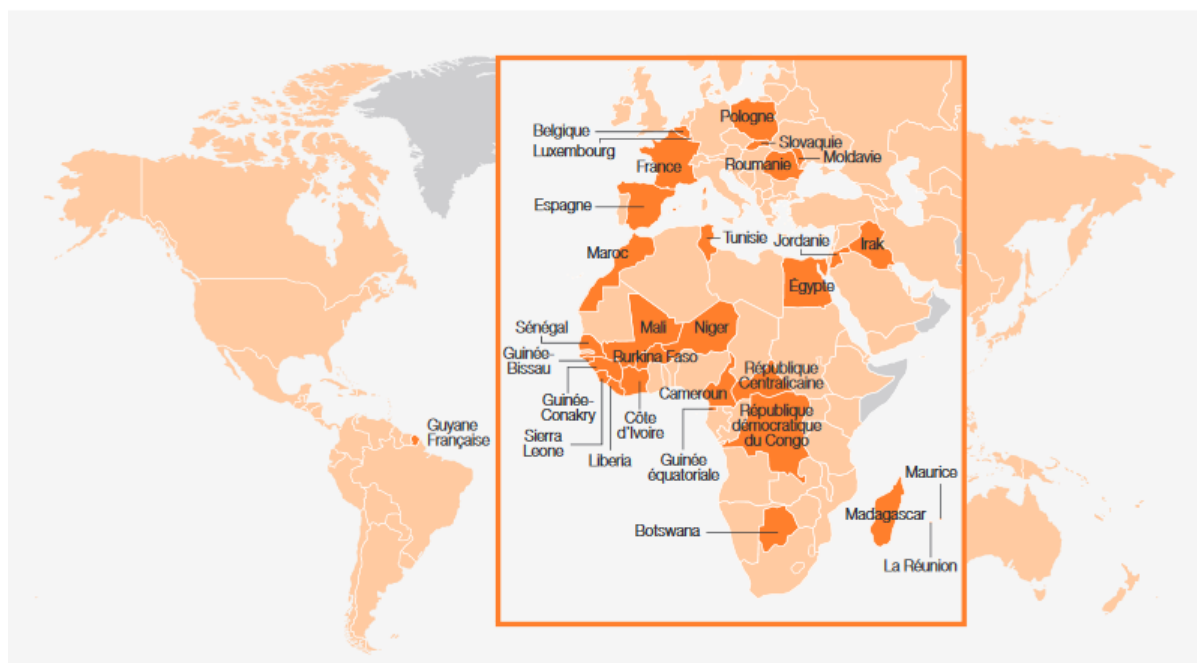 Pologne
Belgique
Slovaquie
Luxembourg
Moldavie
France
Roumanie
Espagne
Tunisie
Jordanie
Irak
Maroc
Égypte
Sénégal
Mali
Niger
Guinée-
Bissau
Burkina Faso
République
Centraficaine
Cameroun
Guinée-
Conakry
Côte
d'Ivoire
République
démocratique
du Congo
Guyane
Française
Sierra
Leone
Liberia
Guinée
équatoriale
Maurice
Madagascar
Botswana
La Réunion